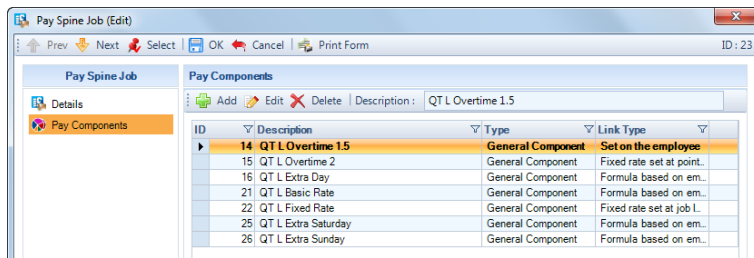 Pay Spine Job (Edit)
Prev Next Select OK Cancel Print Form ID : 23
Pay Spine Job
Details
Pay Components
Pay Components
Add Edit Delete Description : QT L Overtime 1.5
ID Description Type Link Type
14 QT L Overtime 1.5 General Component Set on the employee
15 QT L Overtime 2 General Component Fixed rate set at point..
16 QT L Extra Day General Component Formula based on em...
21 QT L Basic Rate General Component Formula based on em...
22 QT L Fixed Rate General Component Fixed rate set at job l...
25 QT L Extra Saturday General Component Formula based on em...
26 QT L Extra Sunday General Component Formula based on em...